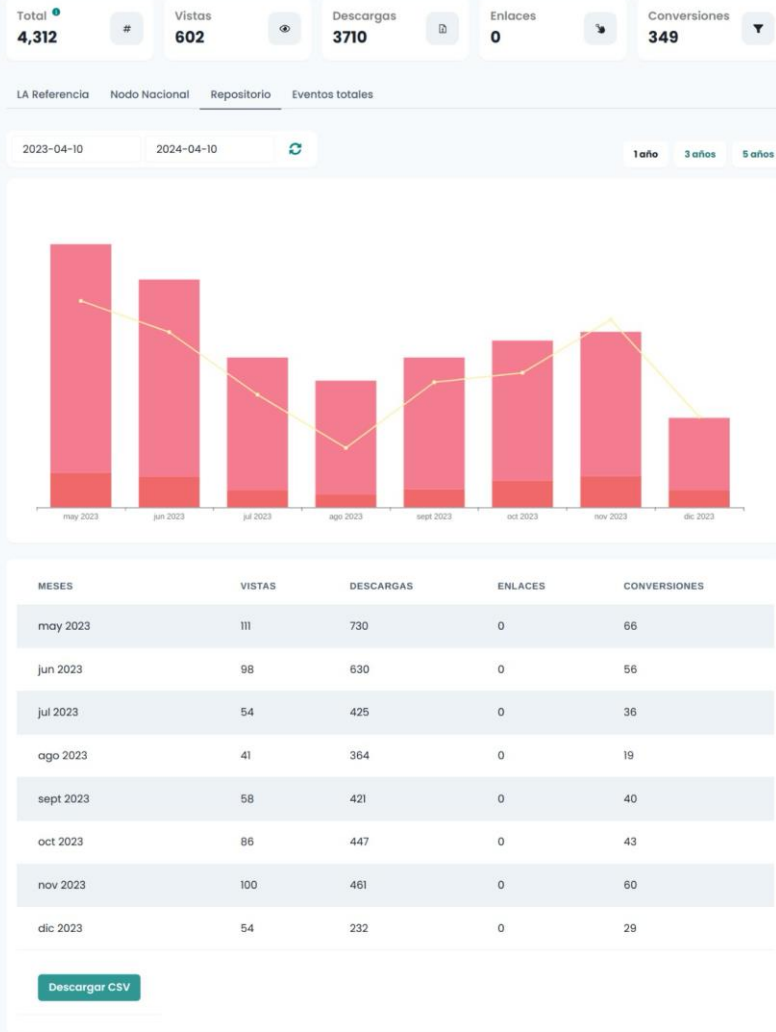 Total Vistas Descargas Enlaces Conversiones
4,312 602 3710 0 349
LA Referencia Nodo Nacional Repositorio Eventos totales
2023-04-10 2024-04-10 1 año 3 años 5 años
may 2023 jun 2023 jul 2023 ago 2023 sept 2023 oct 2023 nov 2023 dic 2023
MESES VISTAS DESCARGAS ENLACES CONVERSIONES
may 2023 111 730 0 66
jun 2023 98 630 0 56
jul 2023 54 425 0 36
ago 2023 41 364 0 19
sept 2023 58 421 0 40
oct 2023 86 447 0 43
nov 2023 100 461 0 60
dic 2023 54 232 0 29
Descargar CSV